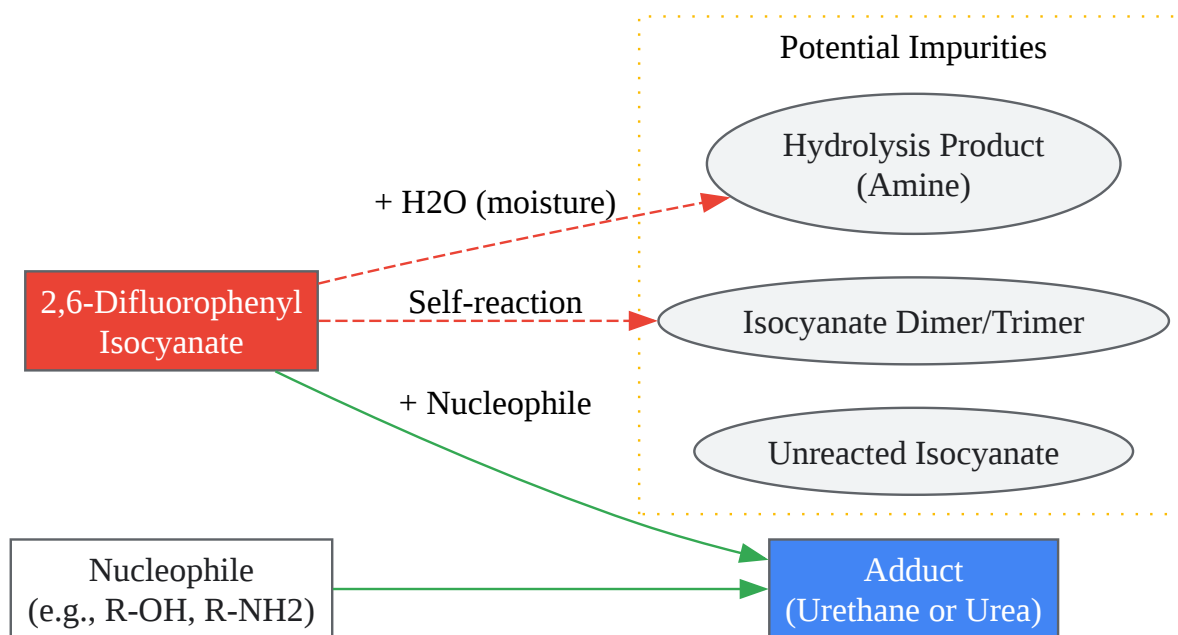 Potential Impurities
Hydrolysis Product
(Amine)
+ H2O (moisture)
2,6-Difluorophenyl
Isocyanate
Self-reaction
Isocyanate Dimer/Trimer
+ Nucleophile
Unreacted Isocyanate
Nucleophile
(e.g., R-OH, R-NH2)
Adduct
(Urethane or Urea)